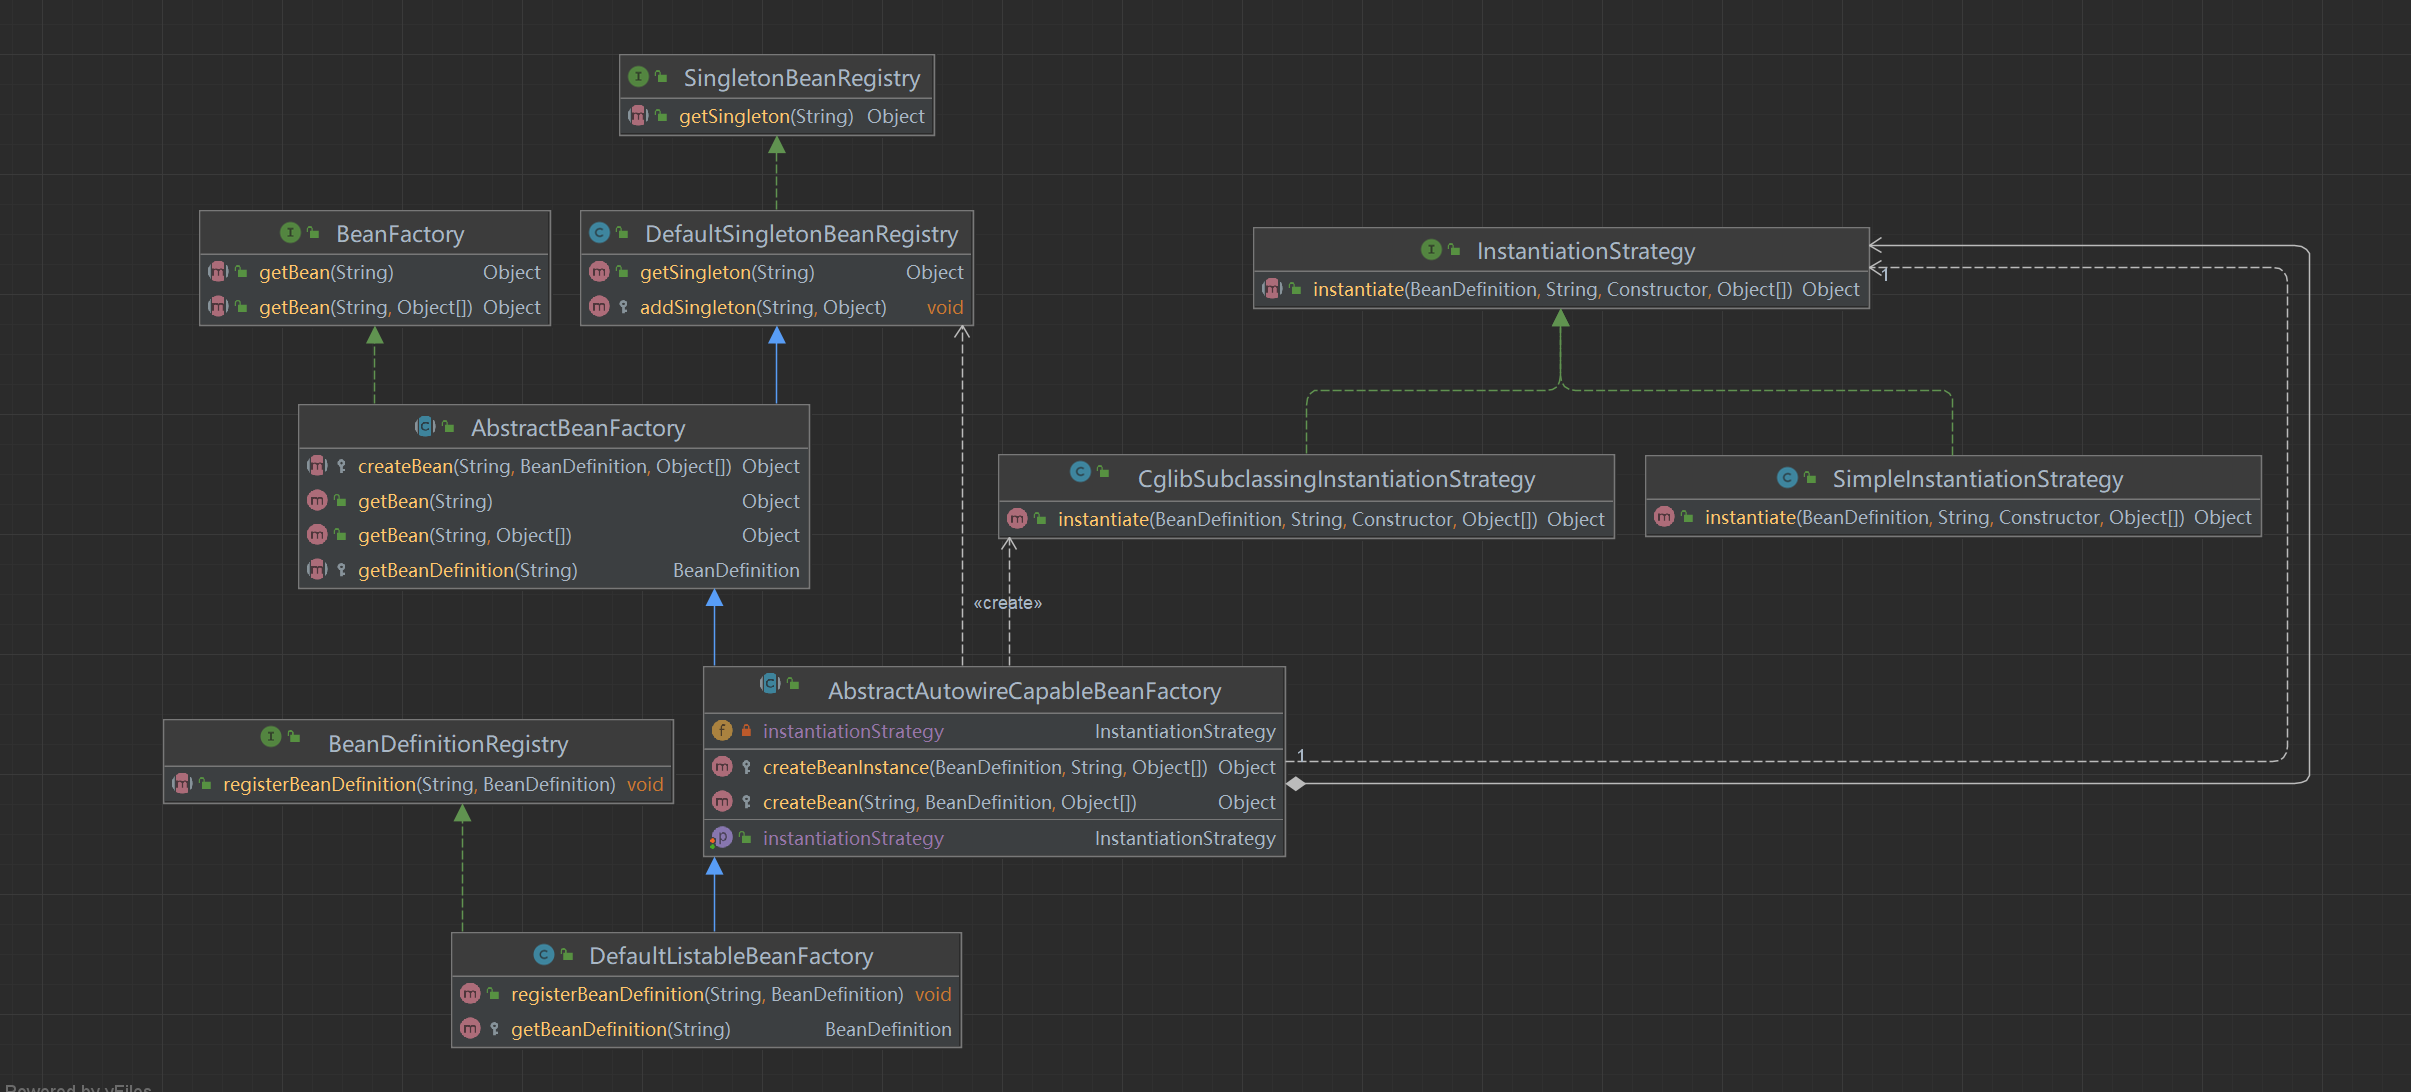 SingletonBeanRegistry
getSingleton(String) Object
BeanFactory
getBean(String) Object
getBean(String, Object[]) Object
DefaultSingletonBeanRegistry
getSingleton(String) Object
addSingleton(String, Object) void
InstantiationStrategy
instantiate(BeanDefinition, String, Constructor, Object[]) Object
1
AbstractBeanFactory
createBean(String, BeanDefinition, Object[]) Object
getBean(String) Object
getBean(String, Object[]) Object
getBeanDefinition(String) BeanDefinition
CglibSubclassingInstantiationStrategy
instantiate(BeanDefinition, String, Constructor, Object[]) Object
SimpleInstantiationStrategy
instantiate(BeanDefinition, String, Constructor, Object[]) Object
«create»
AbstractAutowireCapableBeanFactory
instantiationStrategy InstantiationStrategy
createBeanInstance(BeanDefinition, String, Object[]) Object
createBean(String, BeanDefinition, Object[]) Object
instantiationStrategy InstantiationStrategy
1
BeanDefinitionRegistry
registerBeanDefinition(String, BeanDefinition) void
DefaultListableBeanFactory
registerBeanDefinition(String, BeanDefinition) void
getBeanDefinition(String) BeanDefinition
Powered by yFiles